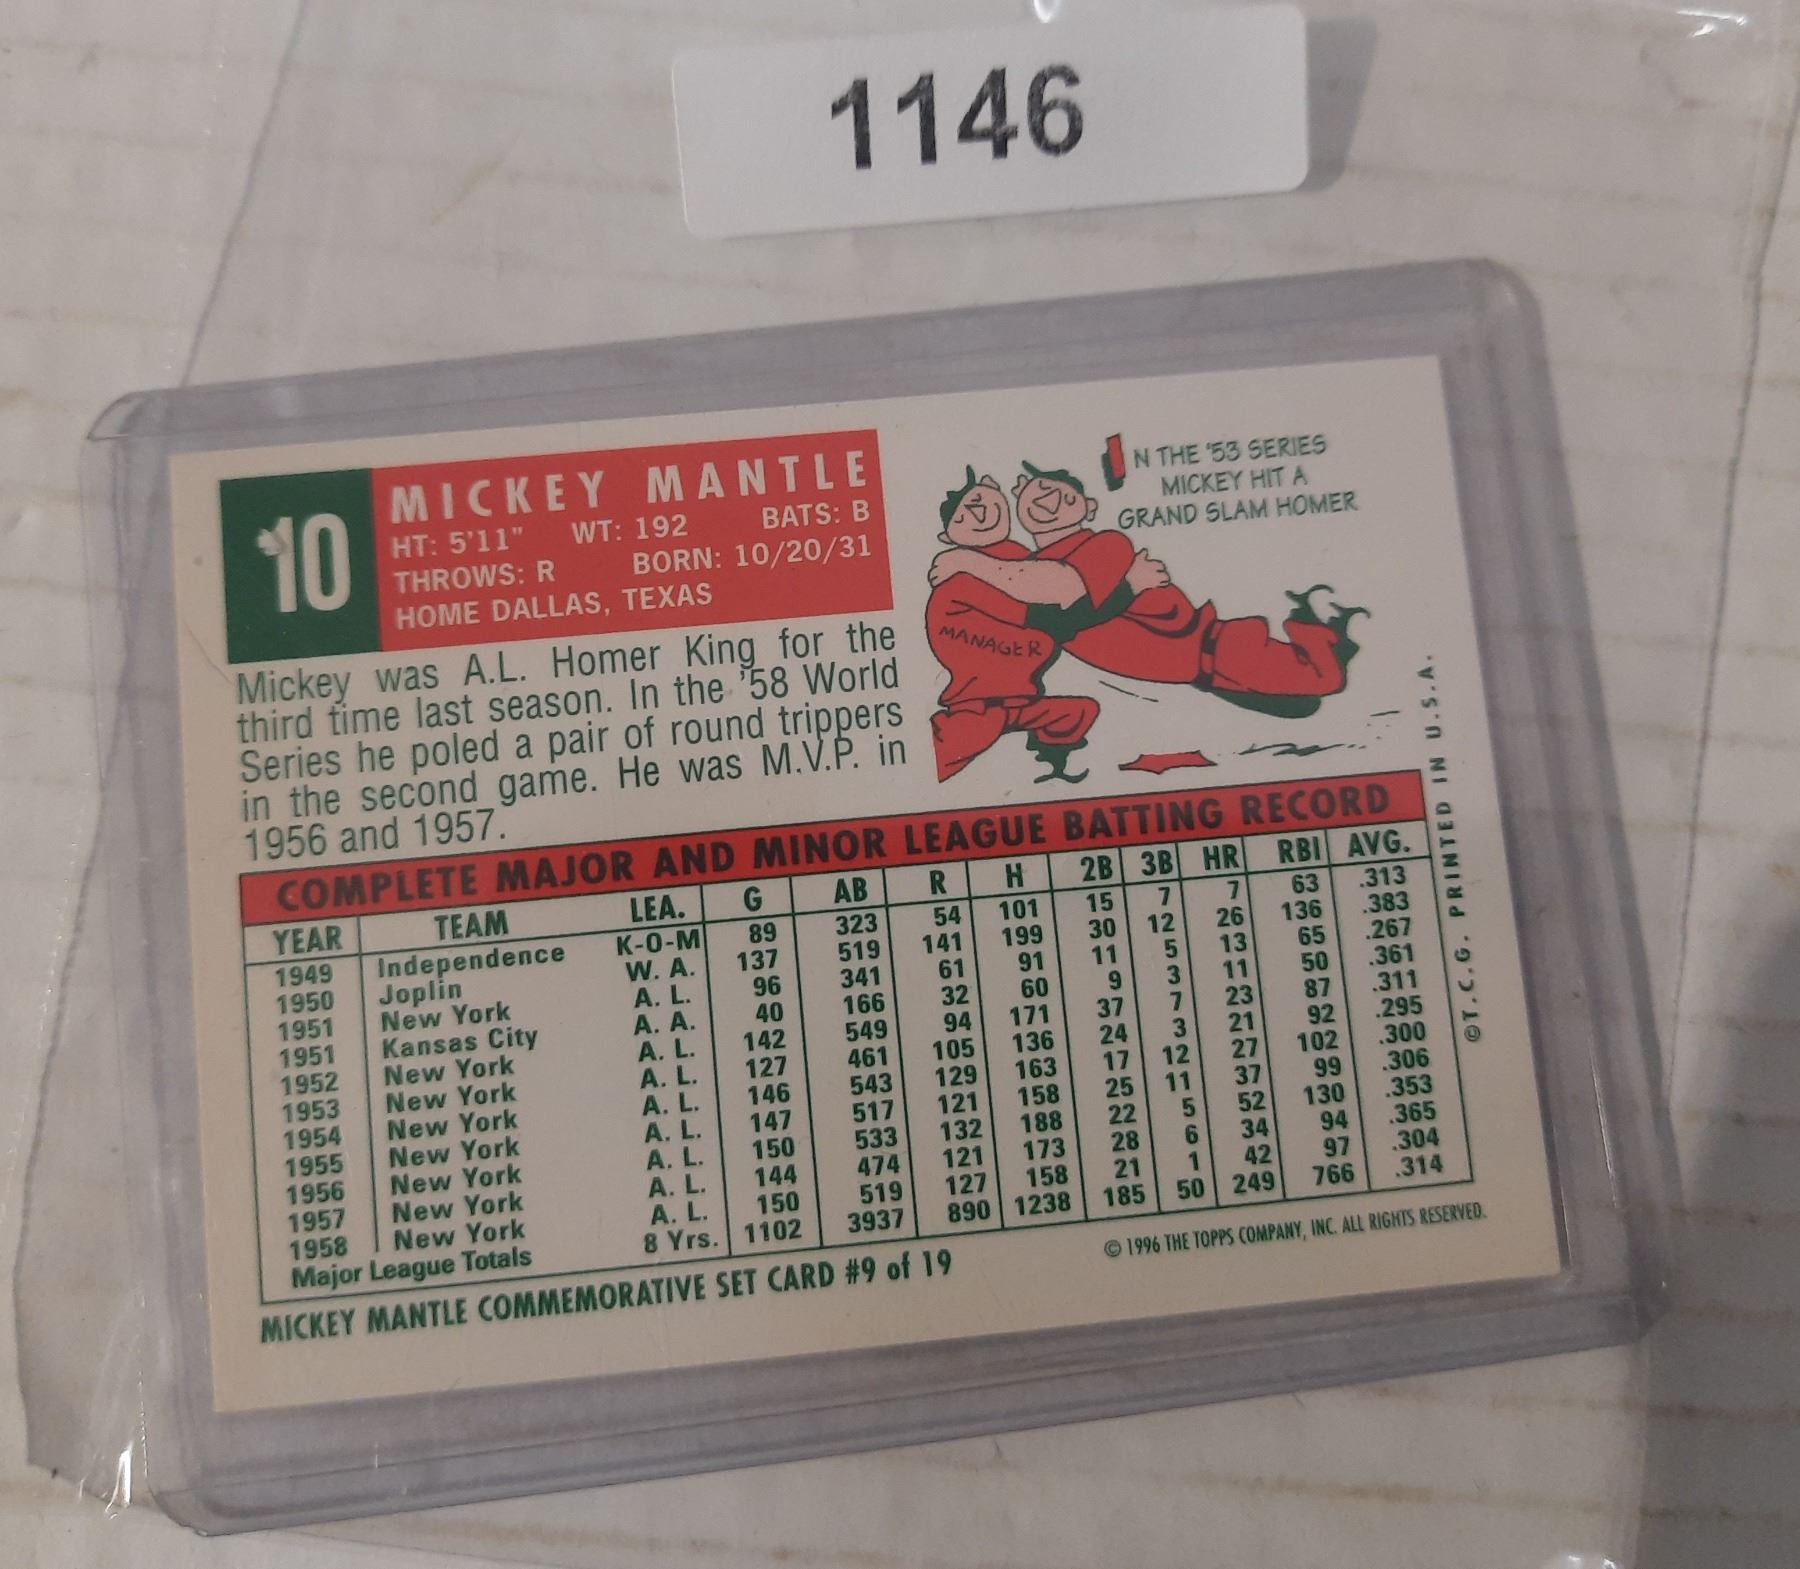 1146
10
MICKEY MANTLE
HT: 5'11" WT: 192 BATS: B
THROWS: R BORN: 10/20/31
HOME DALLAS, TEXAS
IN THE '53 SERIES
MICKEY HIT A
GRAND SLAM HOMER
MANAGER
Mickey was A.L. Homer King for the
third time last season. In the '58 World
Series he poled a pair of round trippers
in the second game. He was M.V.P. in
1956 and 1957.
COMPLETE MAJOR AND MINOR LEAGUE BATTING RECORD
YEAR TEAM LEA. G AB R H 2B 3B HR RBI AVG.
1949 Independence K-O-M 89 323 54 101 15 7 7 63 .313
1950 Joplin W. A. 137 519 141 199 30 12 26 136 .383
1951 New York A. L. 96 341 61 91 11 5 13 65 .267
1951 Kansas City A. A. 40 166 32 60 9 3 11 50 .361
1952 New York A. L. 142 549 94 171 37 7 23 87 .311
1953 New York A. L. 127 461 105 136 24 3 21 92 .295
1954 New York A. L. 146 543 129 163 17 12 27 102 .300
1955 New York A. L. 147 517 121 158 25 11 37 99 .306
1956 New York A. L. 150 533 132 188 22 5 52 130 .353
1957 New York A. L. 144 474 121 173 28 6 34 94 .365
1958 New York A. L. 150 519 127 158 21 1 42 97 .304
Major League Totals 8 Yrs. 1102 3937 890 1238 185 50 249 766 .314
MICKEY MANTLE COMMEMORATIVE SET CARD #9 of 19
© 1996 THE TOPPS COMPANY, INC. ALL RIGHTS RESERVED.
©T.C.G. PRINTED IN U.S.A.